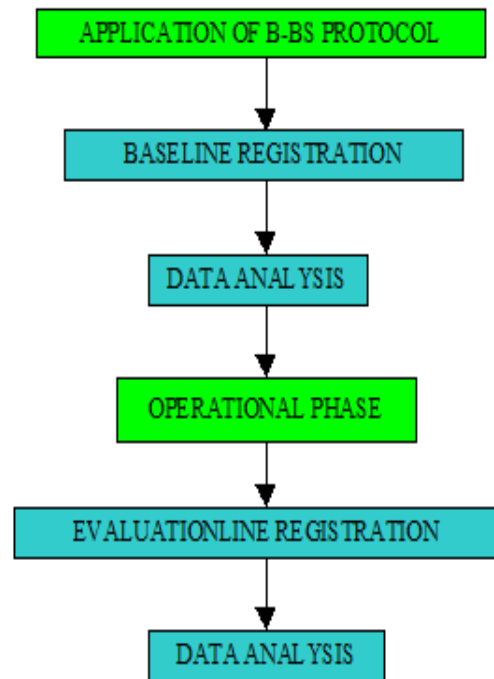 APPLICATION OF B-BS PROTOCOL
BASELINE REGISTRATION
DATA ANALYSIS
OPERATIONAL PHASE
EVALUATIONLINE REGISTRATION
DATA ANALYSIS